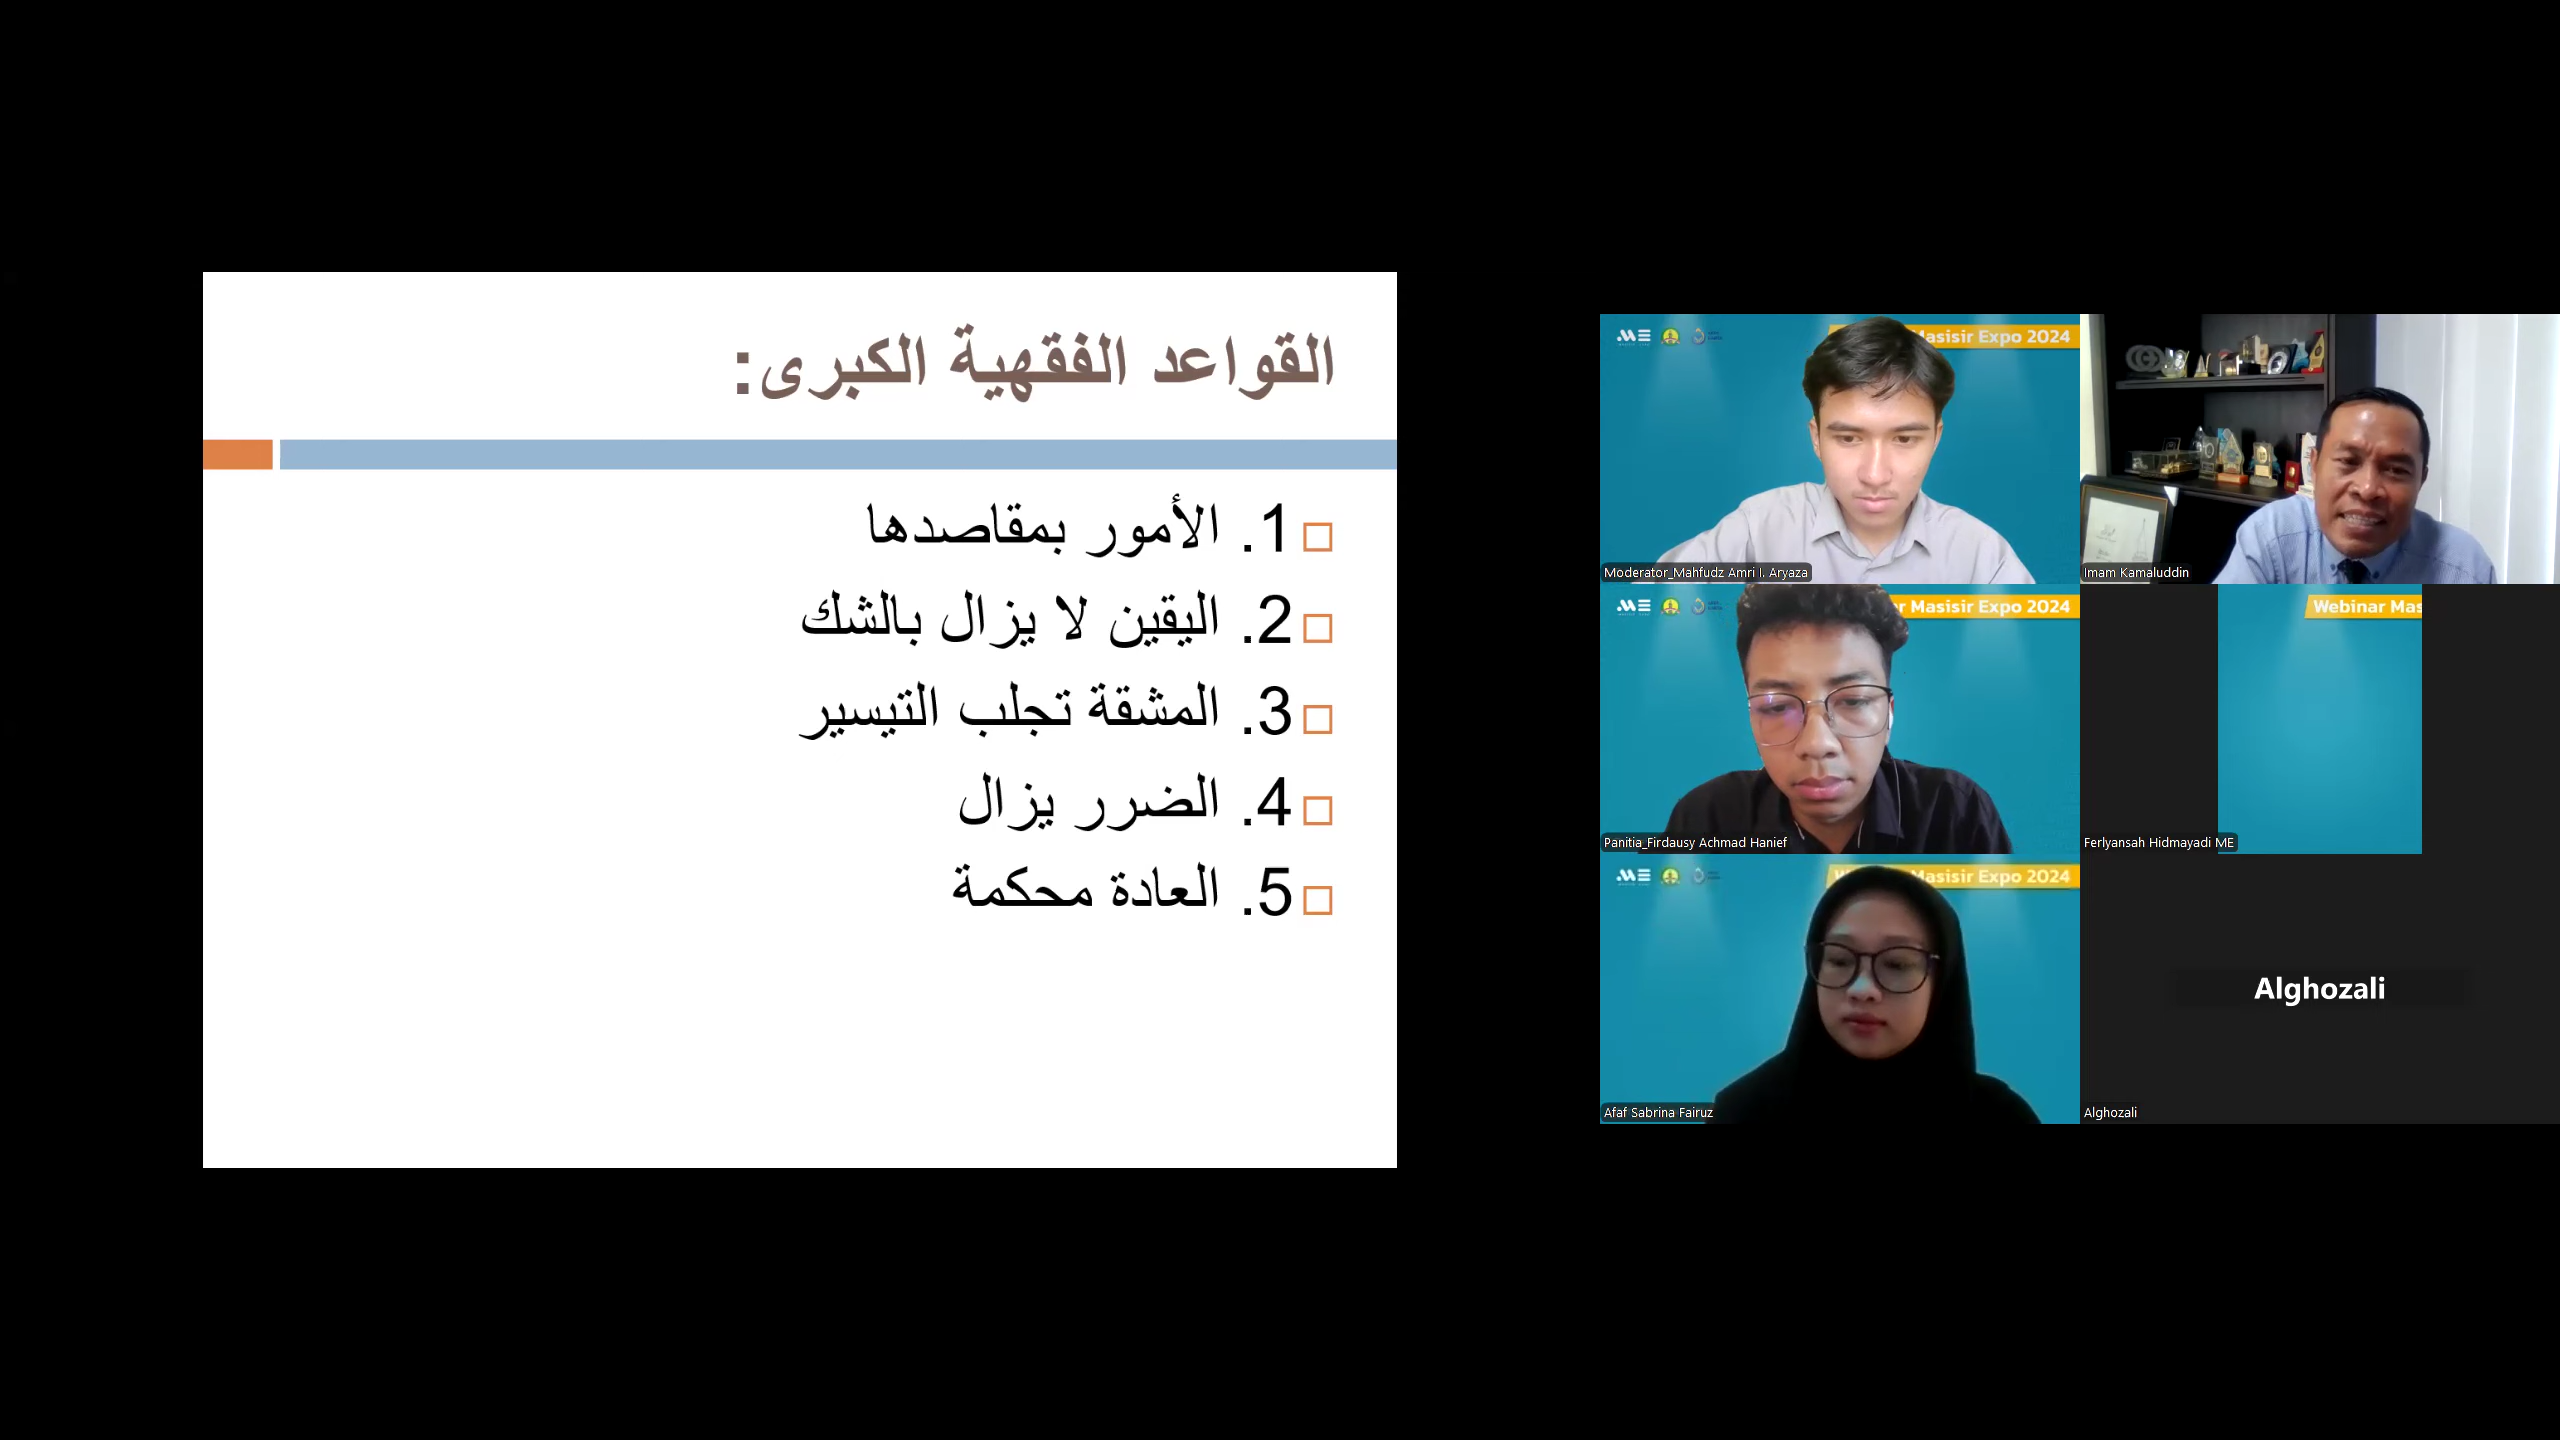 القواعد الفقهية الكبرى:
1. الأمور بمقاصدها
2. اليقين لا يزال بالشك
3. المشقة تجلب التيسير
4. الضرر يزال
5. العادة محكمة
Masisir Expo 2024
Moderator_Mahfudz Amri I. Aryaza
Imam Kamaluddin
Masisir Expo 2024
Webinar Mas
Panitia_Firdausy Achmad Hanief
Ferlyansah Hidmayadi ME
Masisir Expo 2024
Alghozali
Afaf Sabrina Fairuz
Alghozali